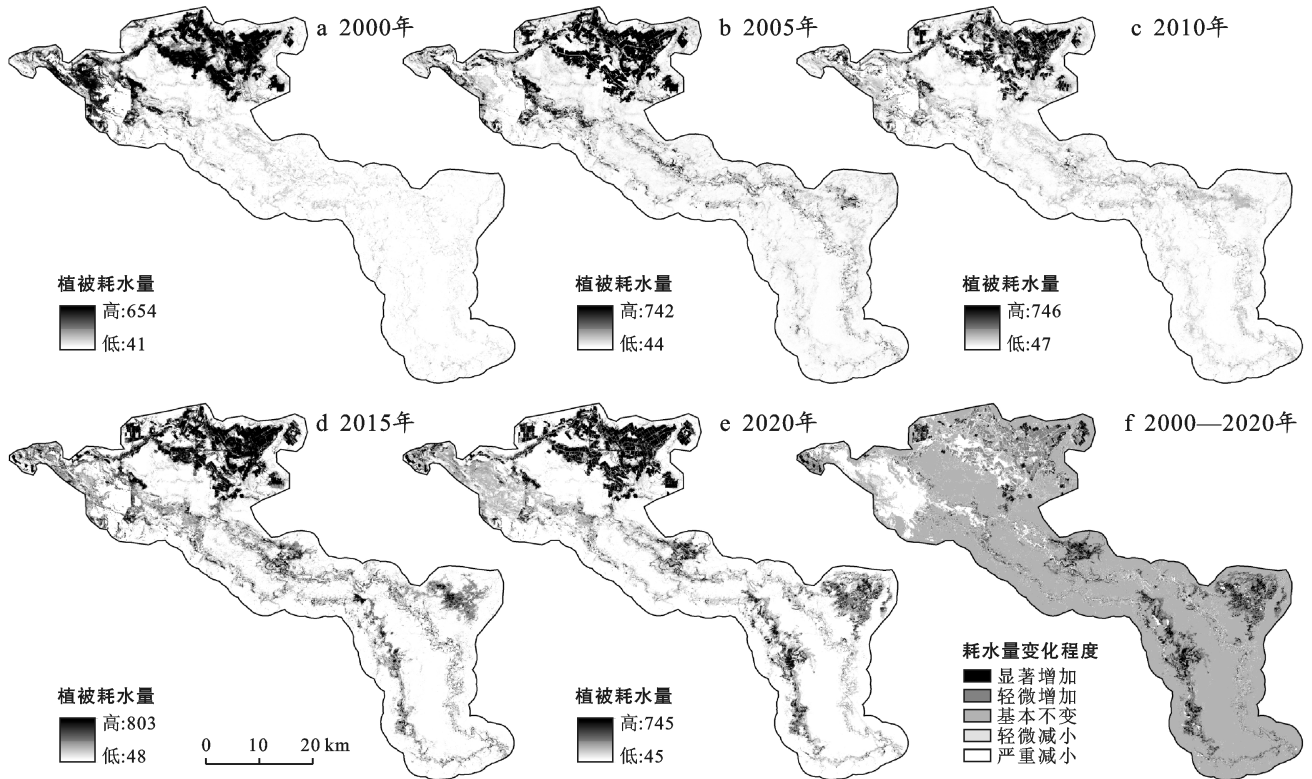 a 2000年
b 2005年
c 2010年
植被耗水量
高:654
低:41
植被耗水量
高:742
低:44
植被耗水量
高:746
低:47
d 2015年
e 2020年
f 2000—2020年
植被耗水量
高:803
低:48
0 10 20 km
植被耗水量
高:745
低:45
耗水量变化程度
显著增加
轻微增加
基本不变
轻微减小
严重减小